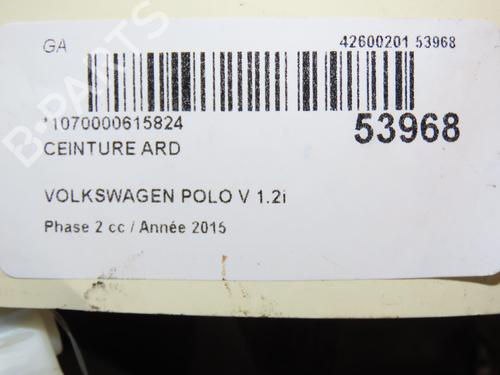 GA 42600201 53968
*1070000615824 53968
CEINTURE ARD
VOLKSWAGEN POLO V 1.2i
Phase 2 cc / Année 2015
B-PARTS